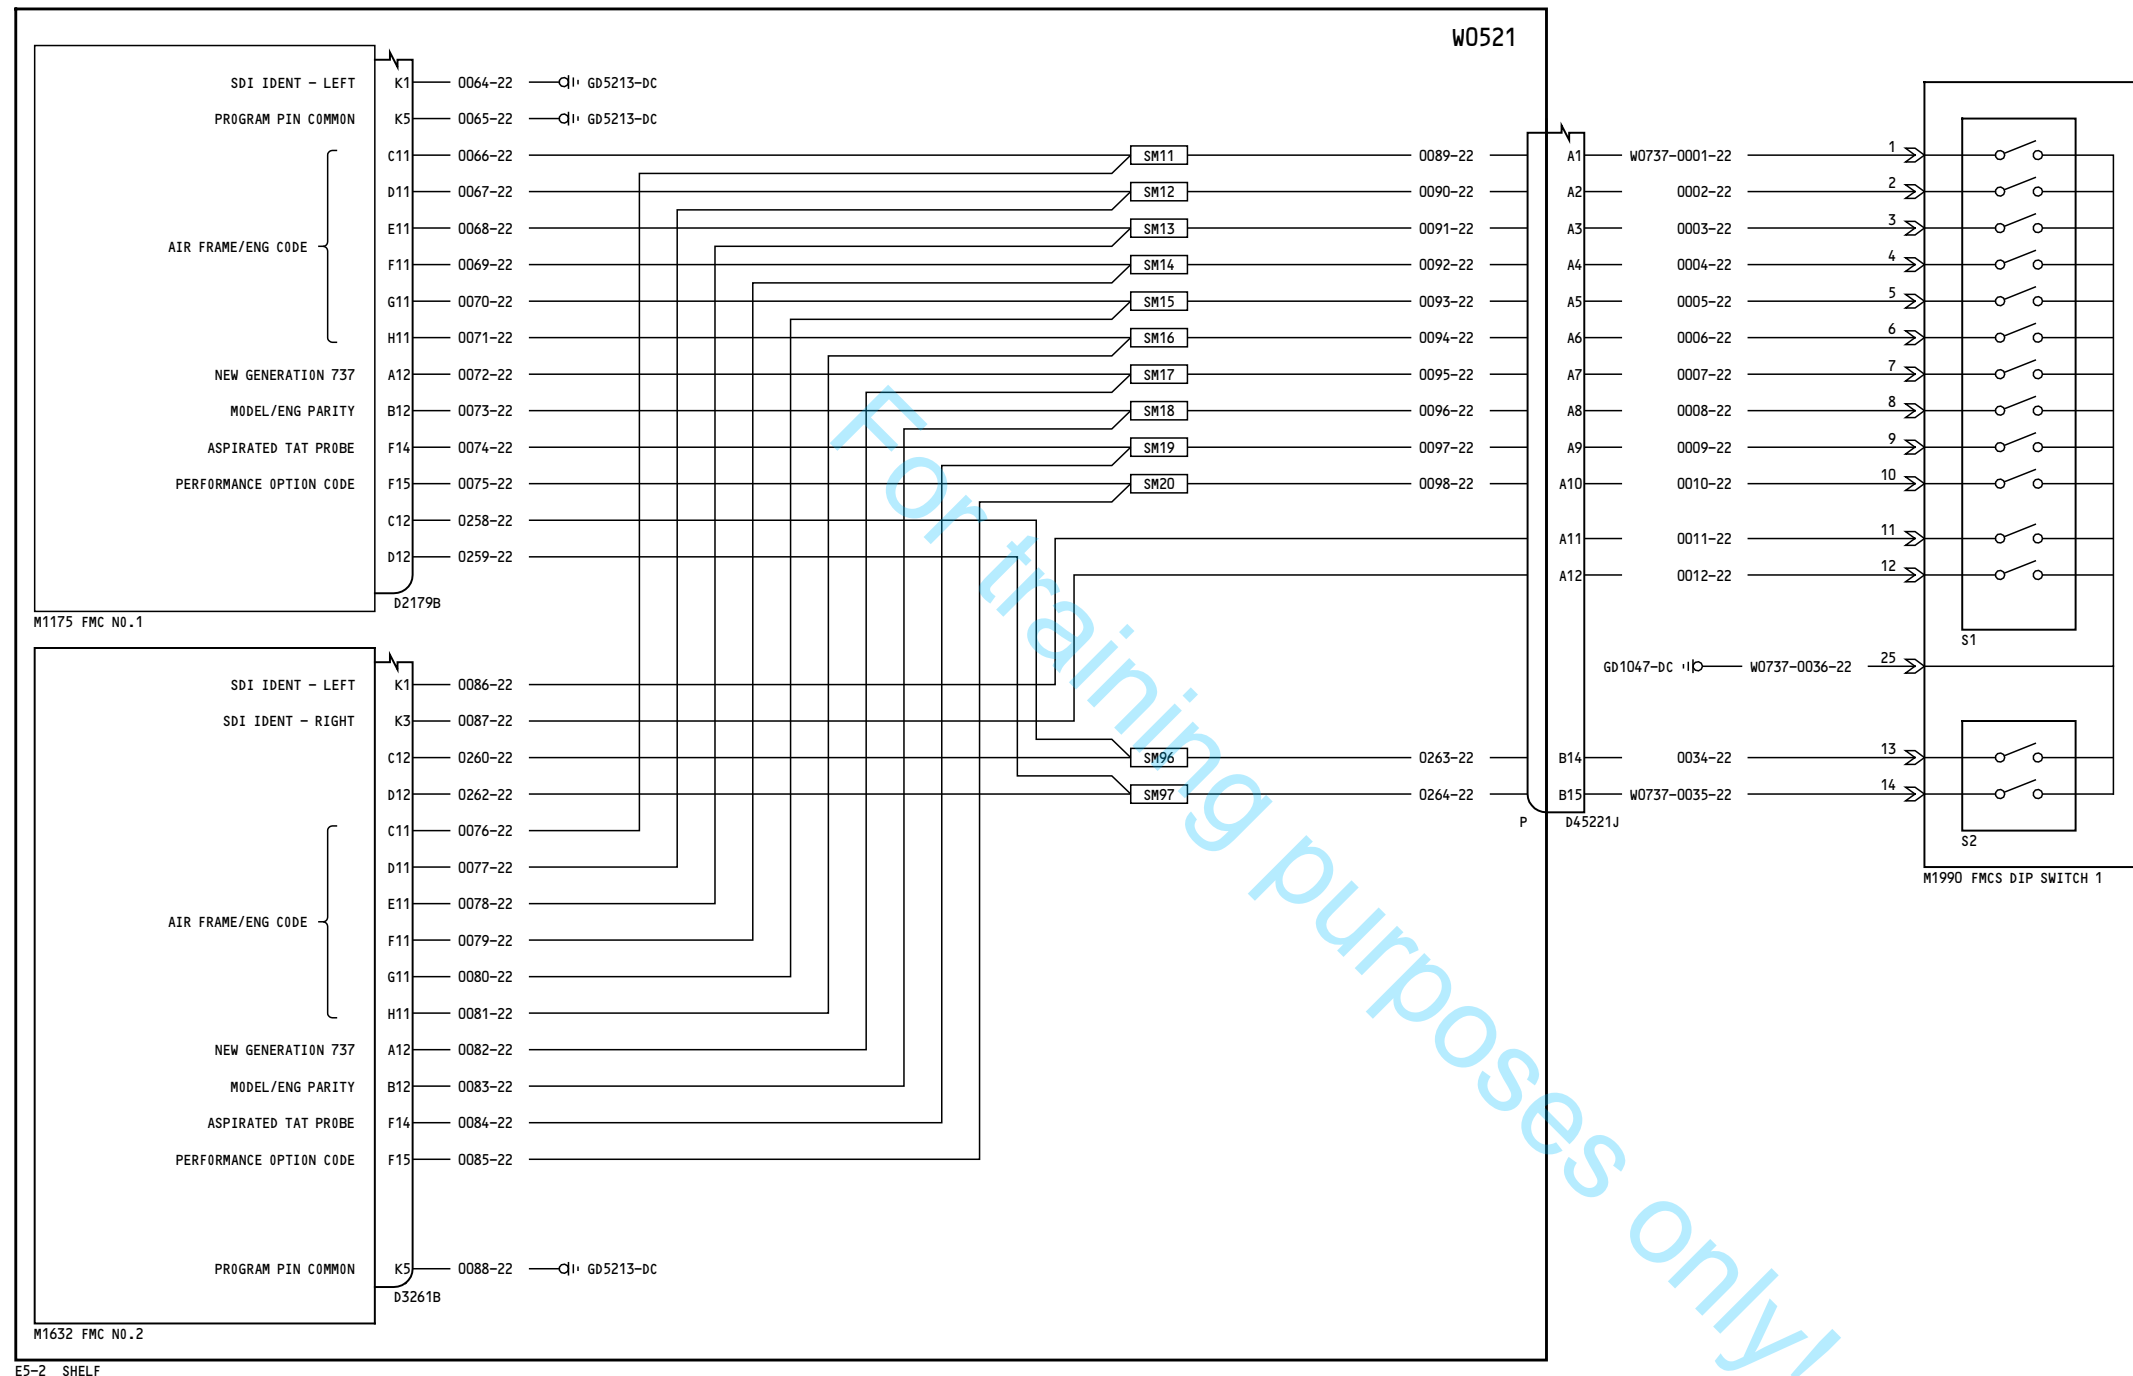 W0521
SDI IDENT - LEFT K1 0064-22 GD5213-DC
PROGRAM PIN COMMON K5 0065-22 GD5213-DC
C11 0066-22 SM11 0089-22 A1 W0737-0001-22 1
D11 0067-22 SM12 0090-22 A2 0002-22 2
E11 0068-22 SM13 0091-22 A3 0003-22 3
AIR FRAME/ENG CODE
F11 0069-22 SM14 0092-22 A4 0004-22 4
G11 0070-22 SM15 0093-22 A5 0005-22 5
H11 0071-22 SM16 0094-22 A6 0006-22 6
NEW GENERATION 737 A12 0072-22 SM17 0095-22 A7 0007-22 7
MODEL/ENG PARITY B12 0073-22 SM18 0096-22 A8 0008-22 8
ASPIRATED TAT PROBE F14 0074-22 SM19 0097-22 A9 0009-22 9
PERFORMANCE OPTION CODE F15 0075-22 SM20 0098-22 A10 0010-22 10
C12 0258-22
A11 0011-22 11
D12 0259-22
A12 0012-22 12
D2179B
M1175 FMC NO.1
S1
GD1047-DC W0737-0036-22 25
SDI IDENT - LEFT K1 0086-22
SDI IDENT - RIGHT K3 0087-22
C12 0260-22 SM96 0263-22 B14 0034-22 13
D12 0262-22 SM97 0264-22 B15 W0737-0035-22 14
P D45221J
S2
C11 0076-22
D11 0077-22
M1990 FMCS DIP SWITCH 1
E11 0078-22
AIR FRAME/ENG CODE
F11 0079-22
G11 0080-22
H11 0081-22
NEW GENERATION 737 A12 0082-22
MODEL/ENG PARITY B12 0083-22
ASPIRATED TAT PROBE F14 0084-22
PERFORMANCE OPTION CODE F15 0085-22
PROGRAM PIN COMMON K5 0088-22 GD5213-DC
D3261B
M1632 FMC NO.2
E5-2 SHELF
For training purposes only!